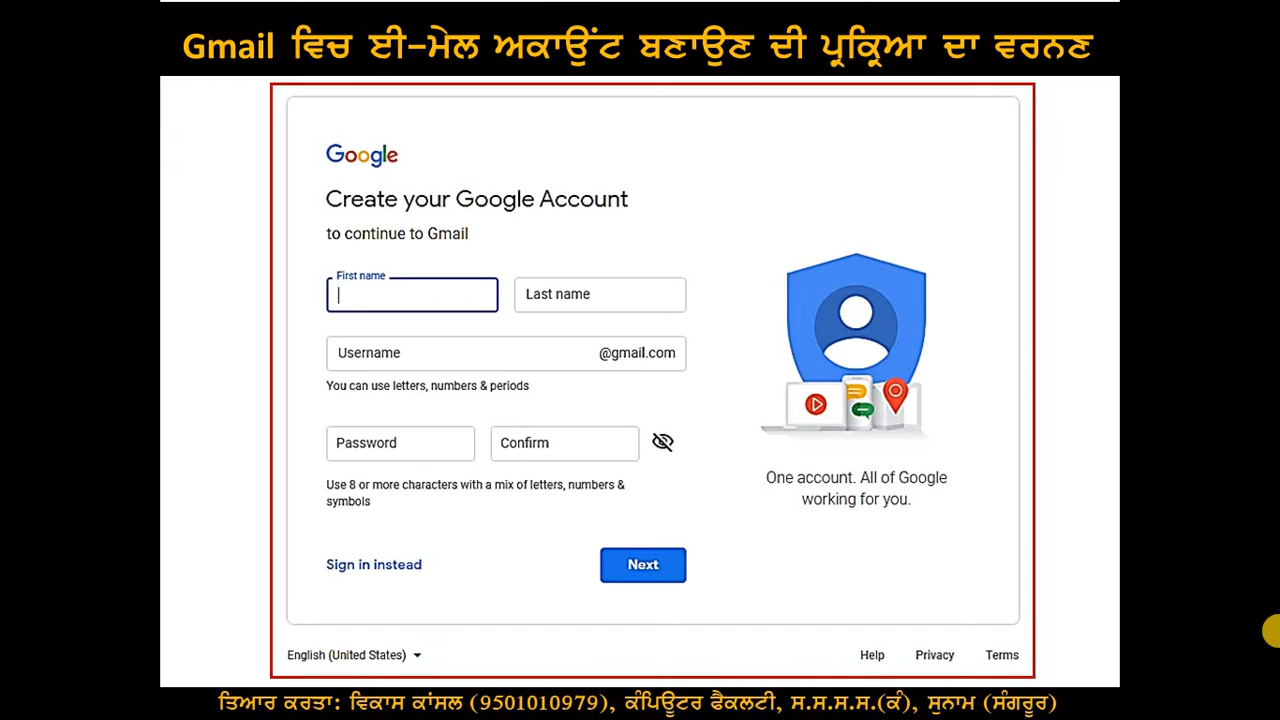 Gmail ਵਿਚ ਈ-ਮੇਲ ਅਕਾਉਂਟ ਬਣਾਉਣ ਦੀ ਪ੍ਰਕ੍ਰਿਆ ਦਾ ਵਰਨਣ
Google
Create your Google Account
to continue to Gmail
First name
Last name
Username @gmail.com
You can use letters, numbers & periods
Password Confirm
Use 8 or more characters with a mix of letters, numbers &
symbols
One account. All of Google
working for you.
Sign in instead Next
English (United States) Help Privacy Terms
ਤਿਆਰ ਕਰਤਾ: ਵਿਕਾਸ ਕਾਂਸਲ (9501010979), ਕੰਪਿਊਟਰ ਫੈਕਲਟੀ, ਸ.ਸ.ਸ.ਸ.(ਕੰ), ਸੁਨਾਮ (ਸੰਗਰੂਰ)